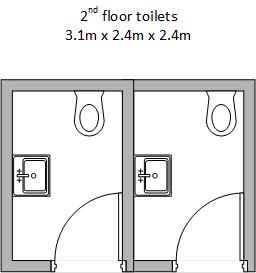 2nd floor toilets
3.1m x 2.4m x 2.4m